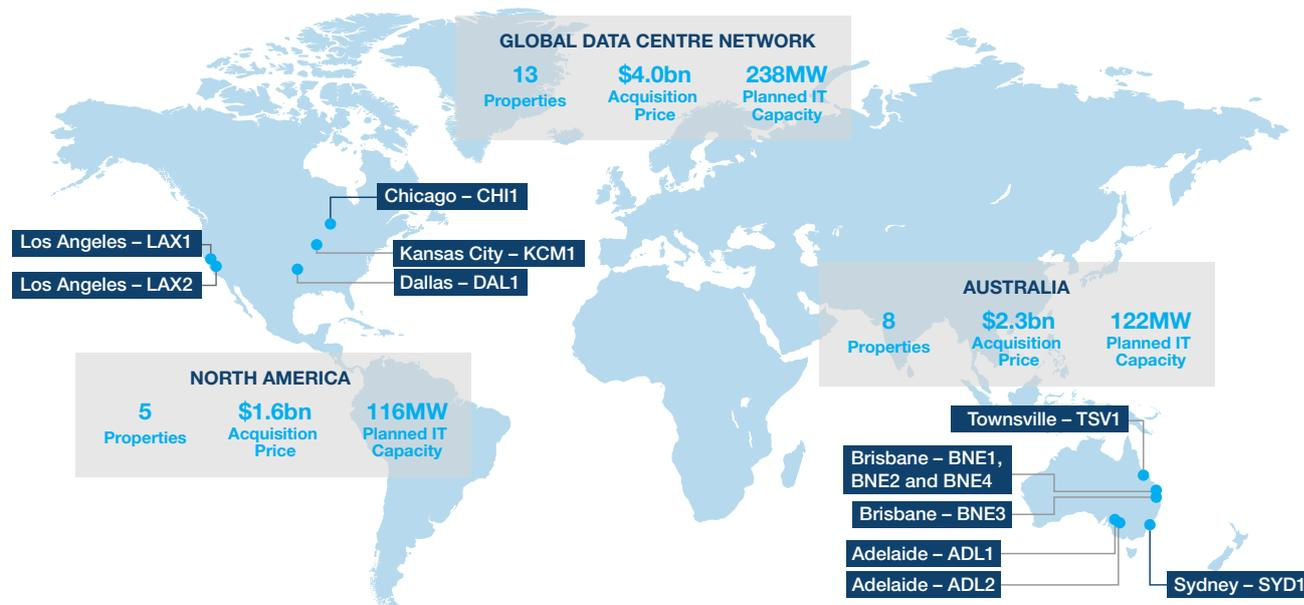 GLOBAL DATA CENTRE NETWORK
13
Properties
$4.0bn
Acquisition
Price
238MW
Planned IT
Capacity
Chicago – CHI1
Los Angeles – LAX1
Kansas City – KCM1
Los Angeles – LAX2
Dallas – DAL1
AUSTRALIA
8
Properties
$2.3bn
Acquisition
Price
122MW
Planned IT
Capacity
NORTH AMERICA
5
Properties
$1.6bn
Acquisition
Price
116MW
Planned IT
Capacity
Townsville – TSV1
Brisbane – BNE1,
BNE2 and BNE4
Brisbane – BNE3
Adelaide – ADL1
Adelaide – ADL2
Sydney – SYD1